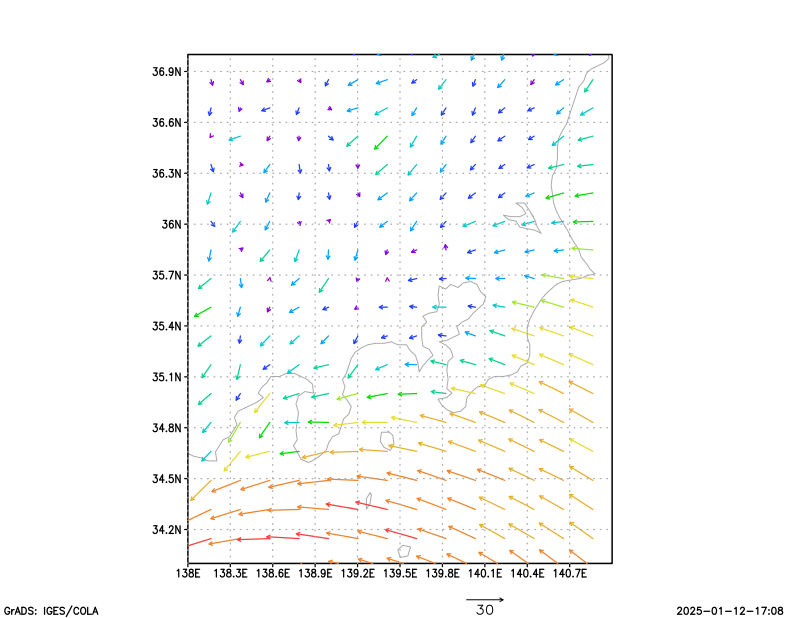 36.9N
36.6N
36.3N
36N
35.7N
35.4N
35.1N
34.8N
34.5N
34.2N
138E 138.3E 138.6E 138.9E 139.2E 139.5E 139.8E 140.1E 140.4E 140.7E
30
GrADS: IGES/COLA 2025-01-12-17:08